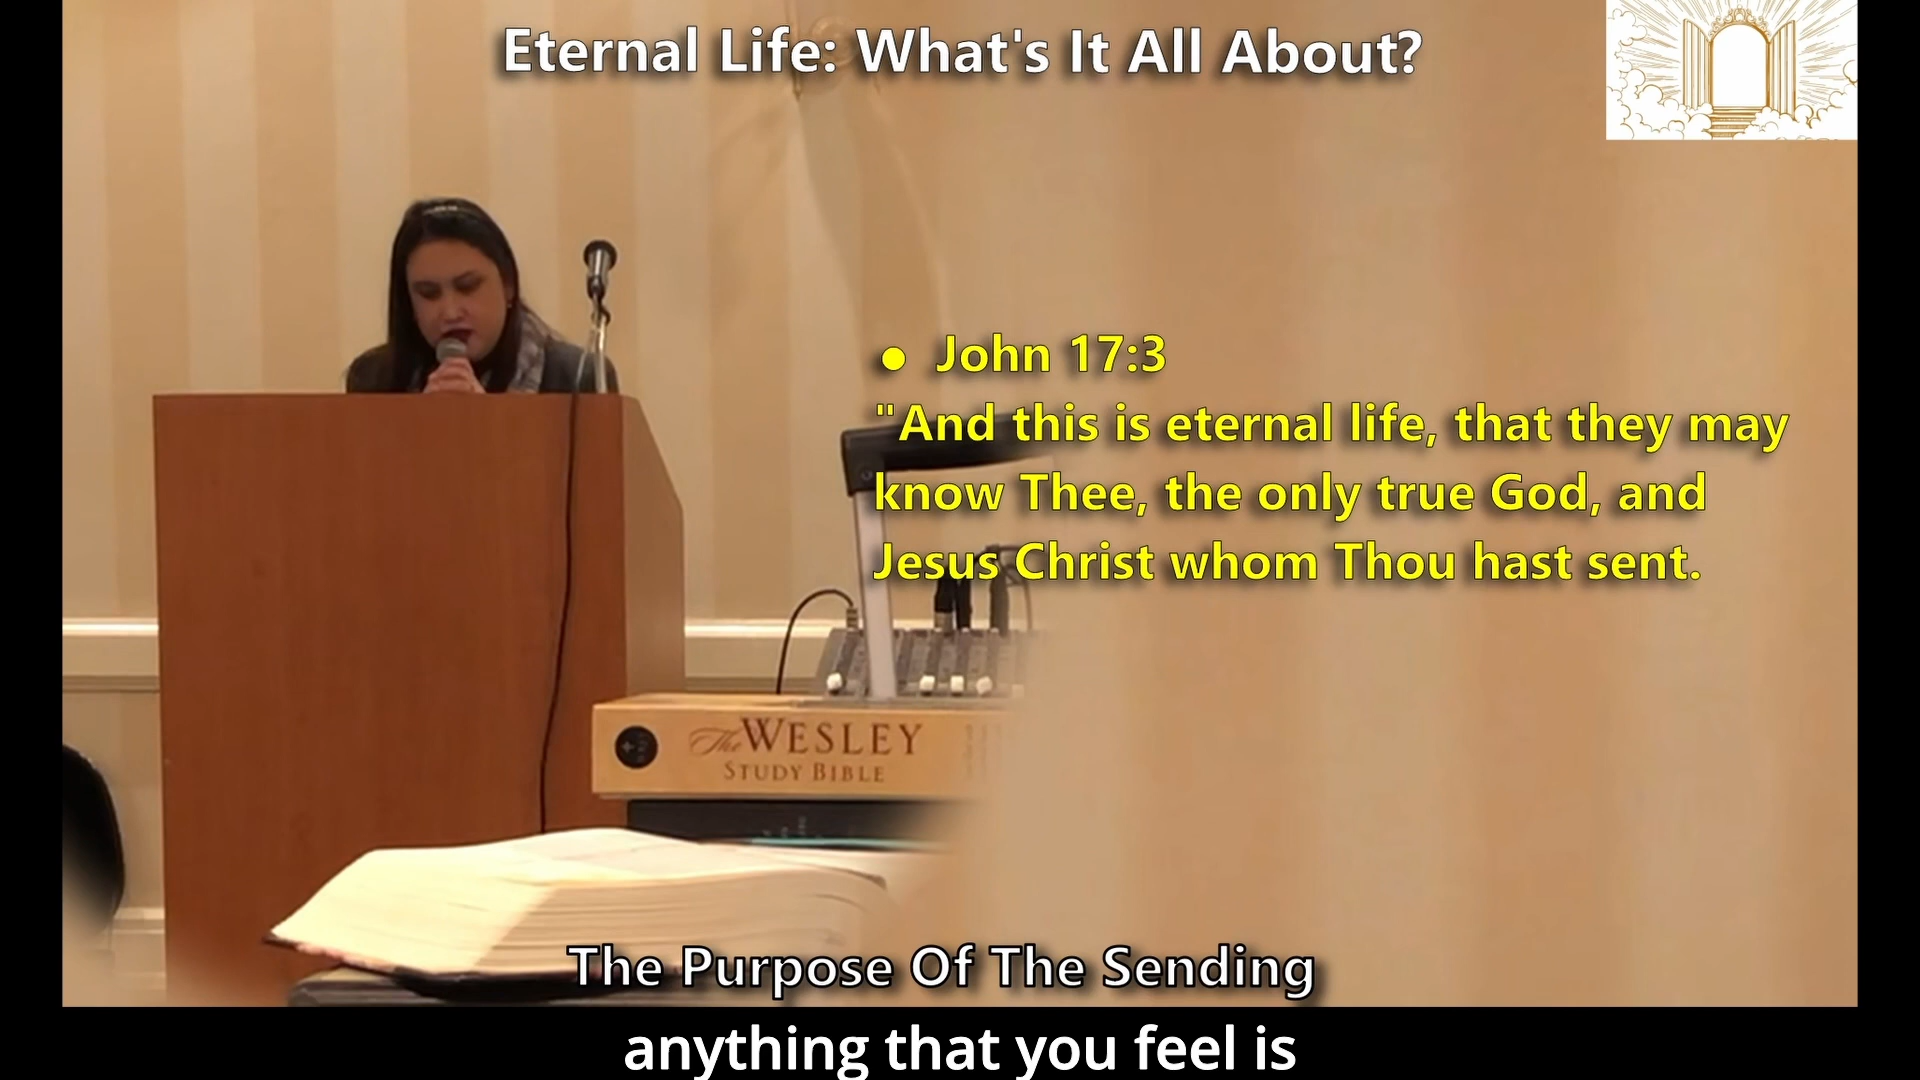 Eternal Life: What's It All About?
● John 17:3
"And this is eternal life, that they may
know Thee, the only true God, and
Jesus Christ whom Thou hast sent.
The WESLEY
STUDY BIBLE
The Purpose Of The Sending
anything that you feel is